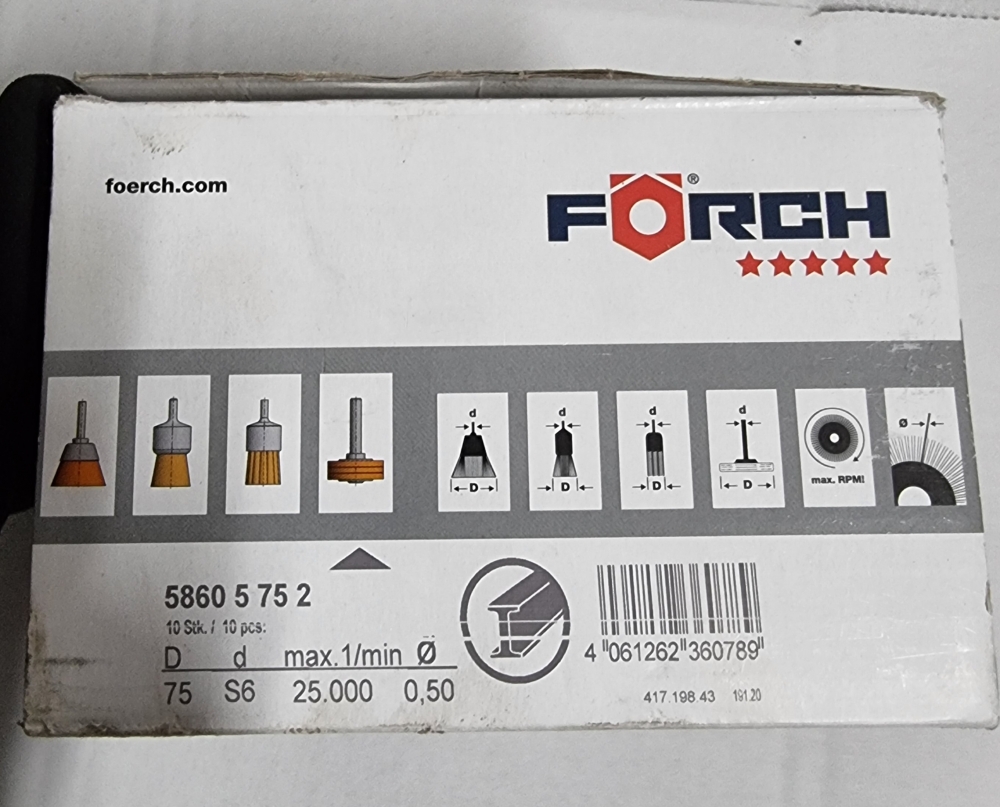 foerch.com
FÖRCH®
d
D
d
D
d
D
d
D
max. RPM!
Ø
5860 5 75 2
10 Stk. / 10 pcs:
D d max.1/min Ø
75 S6 25.000 0,50
4 061262 360789
417.198.43 191.20